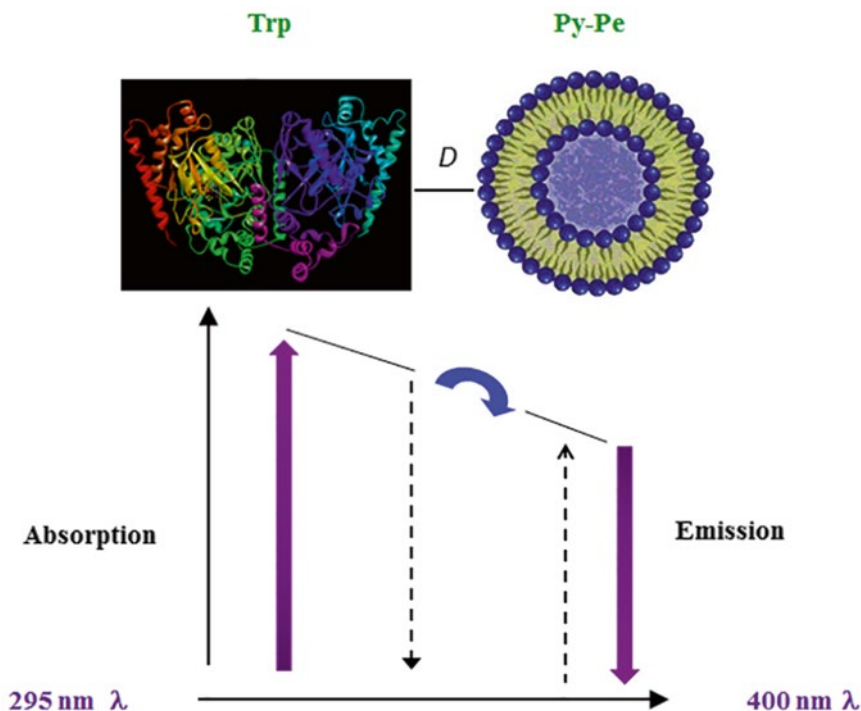 Trp
Py-Pe
D
Absorption
Emission
295 nm λ
400 nm λ